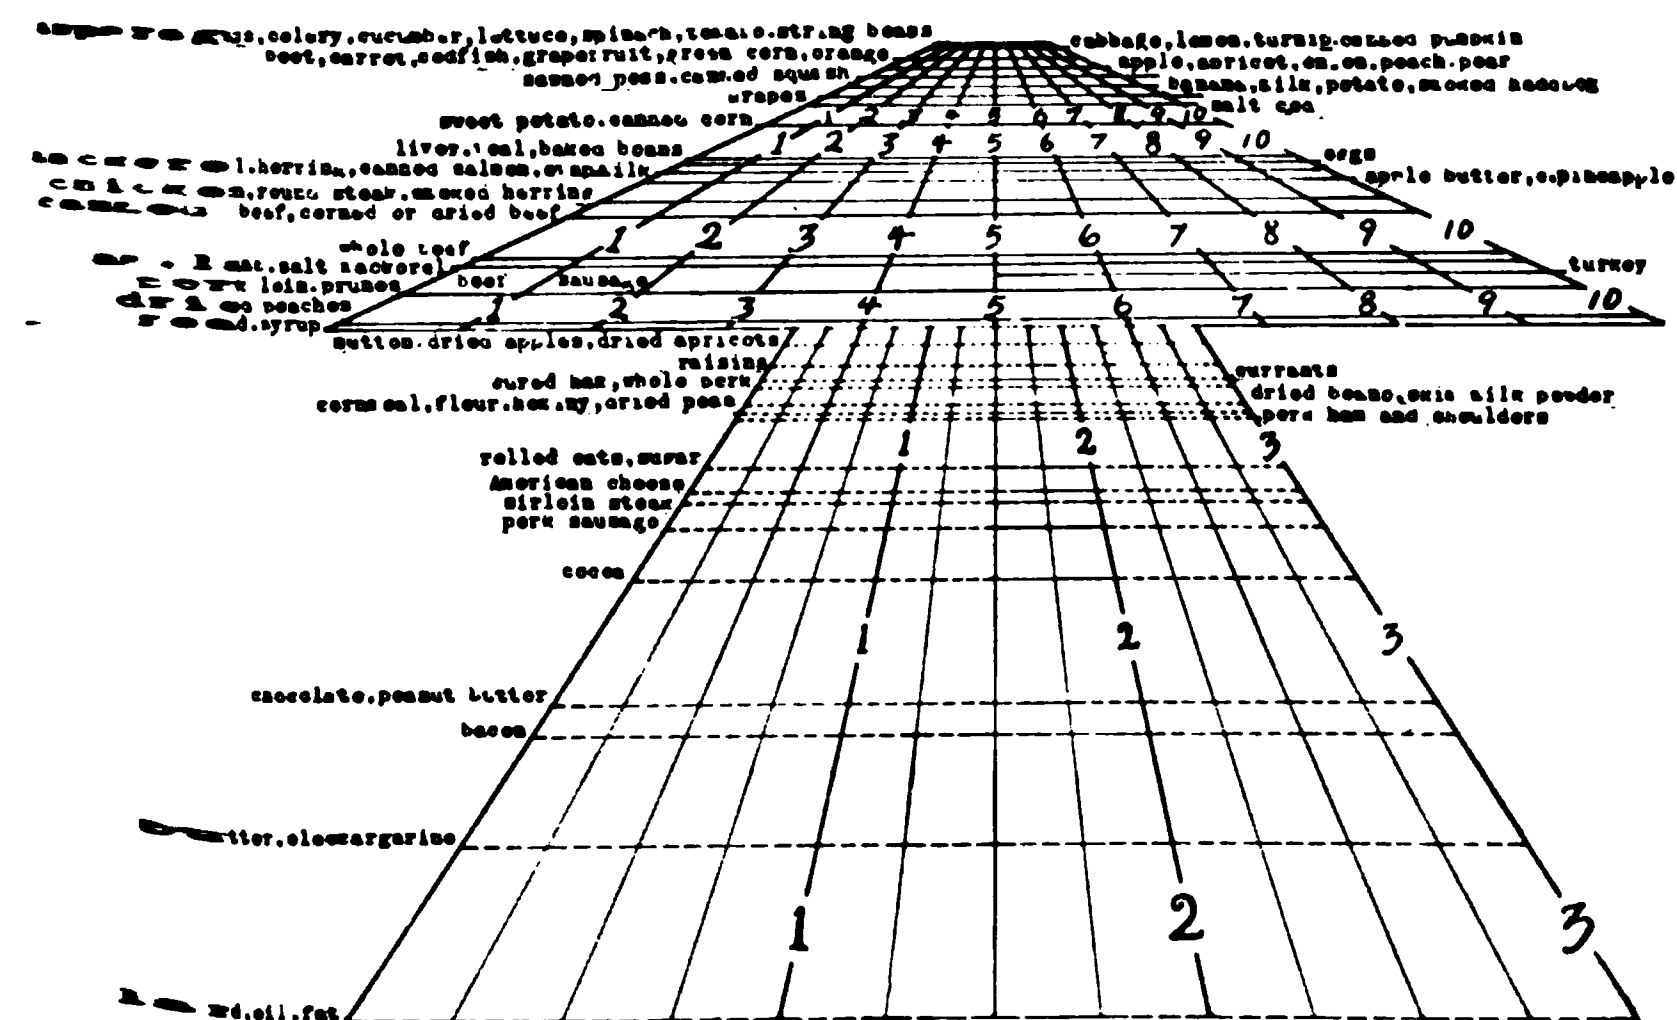 celery, cucumber, lettuce, spinach, tomato. string beans
cabbage, lemon. turnip. canned pumpkin
beet, carrot, codfish, grapefruit, green corn, orange
apple, apricot, onion, peach. pear
canned peas. canned squash
banana, milk, potato, smoked haddock
grapes
salt cod
sweet potato. canned corn
1 2 3 4 5 6 7 8 9 10
liver. veal, baked beans
1 2 3 4 5 6 7 8 9 10
eggs
herring, canned salmon.
apple butter, c. pineapple
round steak. smoked herring
beef, corned or dried beef
whole beef
1 2 3 4 5 6 7 8 9 10
salt mackerel
turkey
loin. prunes
beef sausage
peaches
syrup
1 2 3 4 5 6 7 8 9 10
mutton. dried apples, dried apricots
raisins
currants
cured ham, whole pork
dried beans, skim milk powder
cornmeal, flour. hominy, dried peas
pork ham and shoulders
1 2 3
rolled oats, sugar
American cheese
sirloin steak
pork sausage
cocoa
1 2 3
chocolate, peanut butter
bacon
butter, oleomargarine
1 2 3
lard, oil, fat